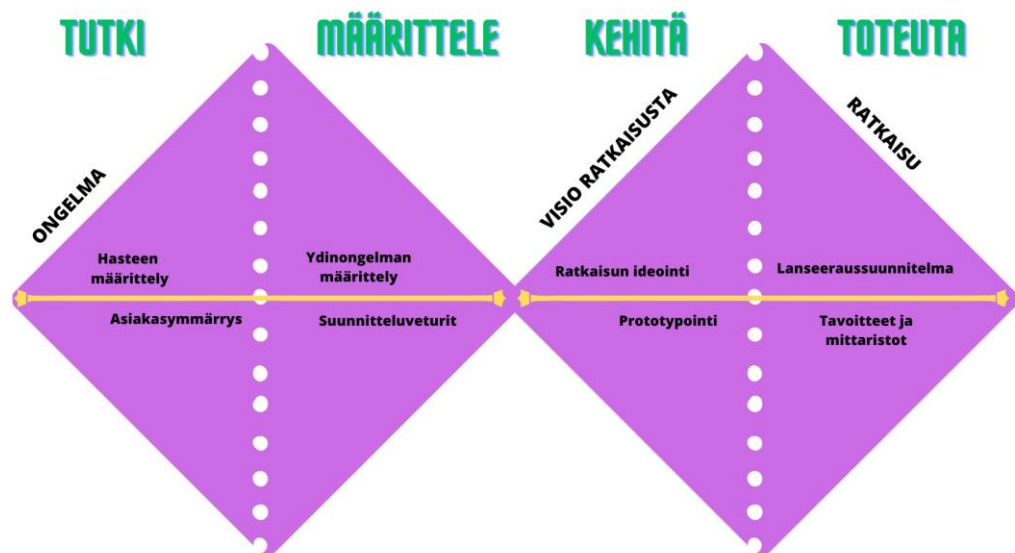 TUTKI
MÄÄRITTELE
KEHITÄ
TOTEUTA
ONGELMA
Hasteen
määrittely
Asiakasymmärrys
Ydinongelman
määrittely
Suunnitteluveturit
VISIO RATKAISUSTA
Ratkaisun ideointi
Prototypointi
RATKAISU
Lanseeraussuunnitelma
Tavoitteet ja
mittaristot